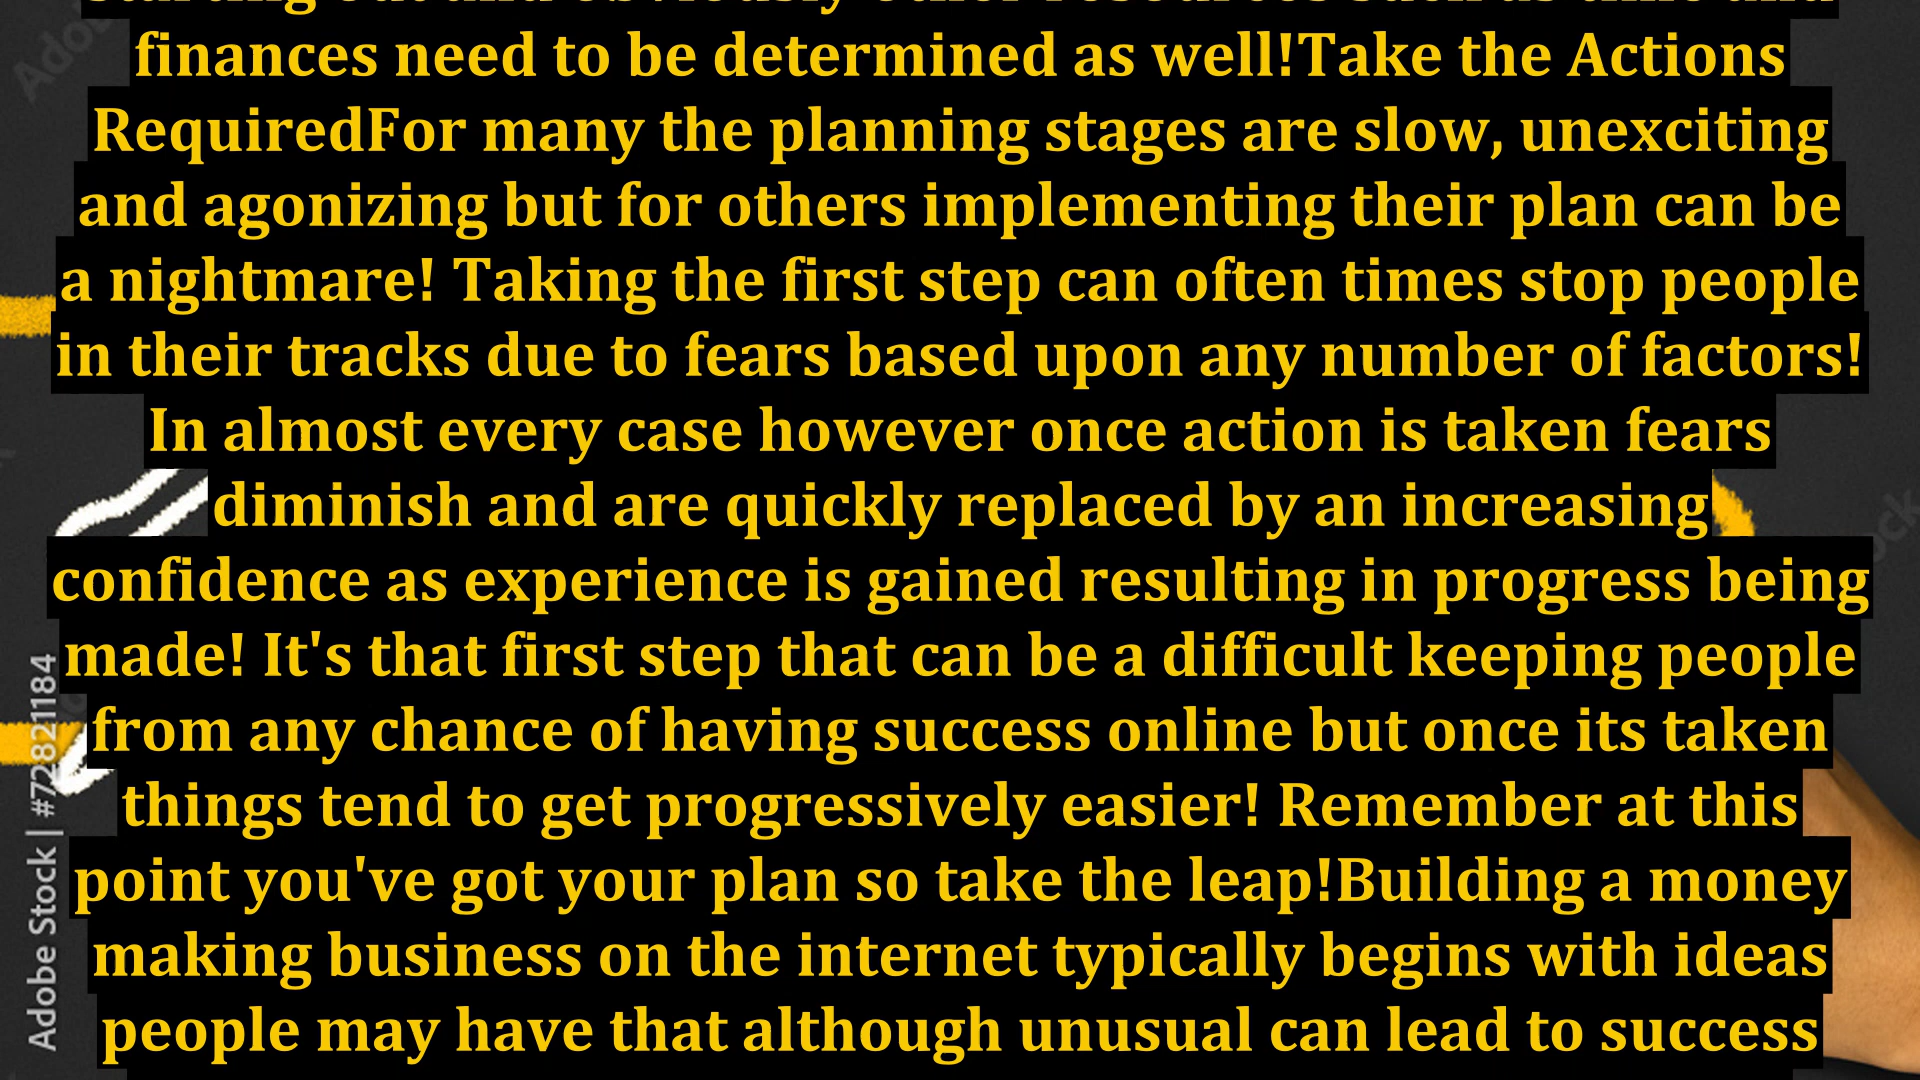 finances need to be determined as well!Take the Actions
RequiredFor many the planning stages are slow, unexciting
and agonizing but for others implementing their plan can be
a nightmare! Taking the first step can often times stop people
in their tracks due to fears based upon any number of factors!
In almost every case however once action is taken fears
diminish and are quickly replaced by an increasing
confidence as experience is gained resulting in progress being
made! It's that first step that can be a difficult keeping people
from any chance of having success online but once its taken
things tend to get progressively easier! Remember at this
point you've got your plan so take the leap!Building a money
making business on the internet typically begins with ideas
people may have that although unusual can lead to success
Adobe Stock | #728211184